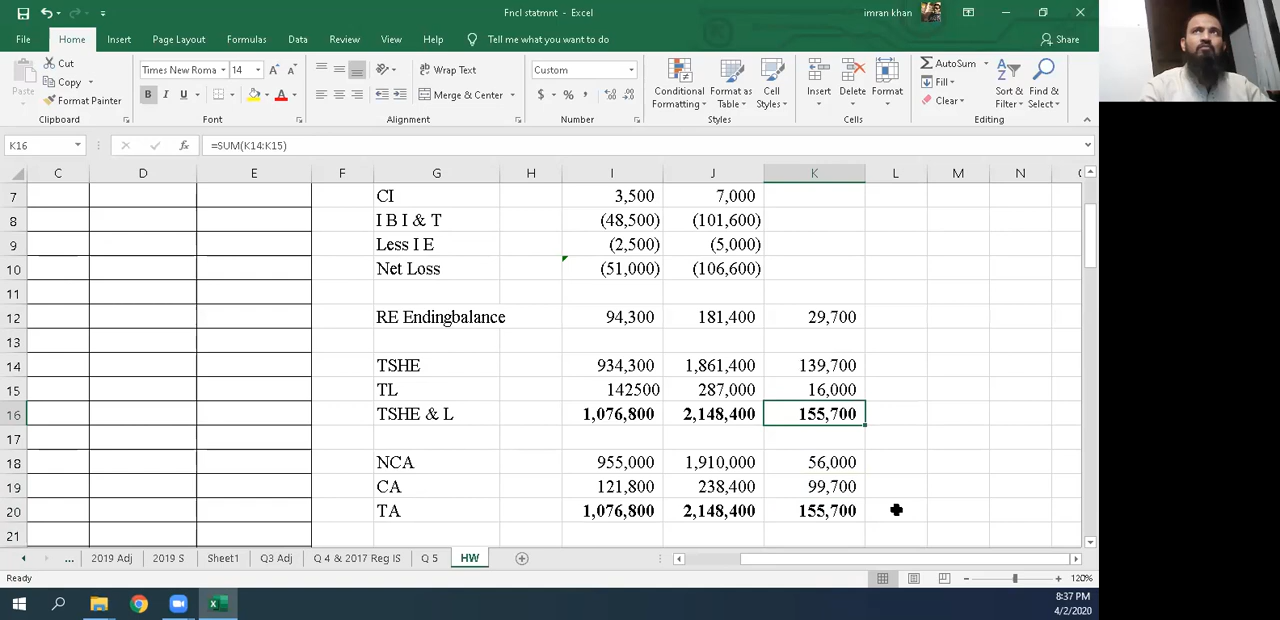 Fncl statmnt - Excel
imran khan
File Home Insert Page Layout Formulas Data Review View Help Tell me what you want to do Share
Paste Cut Times New Roma 14 Wrap Text Custom AutoSum
Copy Fill
Format Painter B I U Merge & Center $ % Clear
Conditional Formatting Format as Table Cell Styles Insert Delete Format Sort & Filter Find & Select
Clipboard Font Alignment Number Styles Cells Editing
K16 fx =SUM(K14:K15)
C D E F G H I J K L M N
7 CI 3,500 7,000
8 I B I & T (48,500) (101,600)
9 Less I E (2,500) (5,000)
10 Net Loss (51,000) (106,600)
11
12 RE Endingbalance 94,300 181,400 29,700
13
14 TSHE 934,300 1,861,400 139,700
15 TL 142500 287,000 16,000
16 TSHE & L 1,076,800 2,148,400 155,700
17
18 NCA 955,000 1,910,000 56,000
19 CA 121,800 238,400 99,700
20 TA 1,076,800 2,148,400 155,700
21
... 2019 Adj 2019 S Sheet1 Q3 Adj Q 4 & 2017 Reg IS Q 5 HW
Ready 120%
8:37 PM
4/2/2020